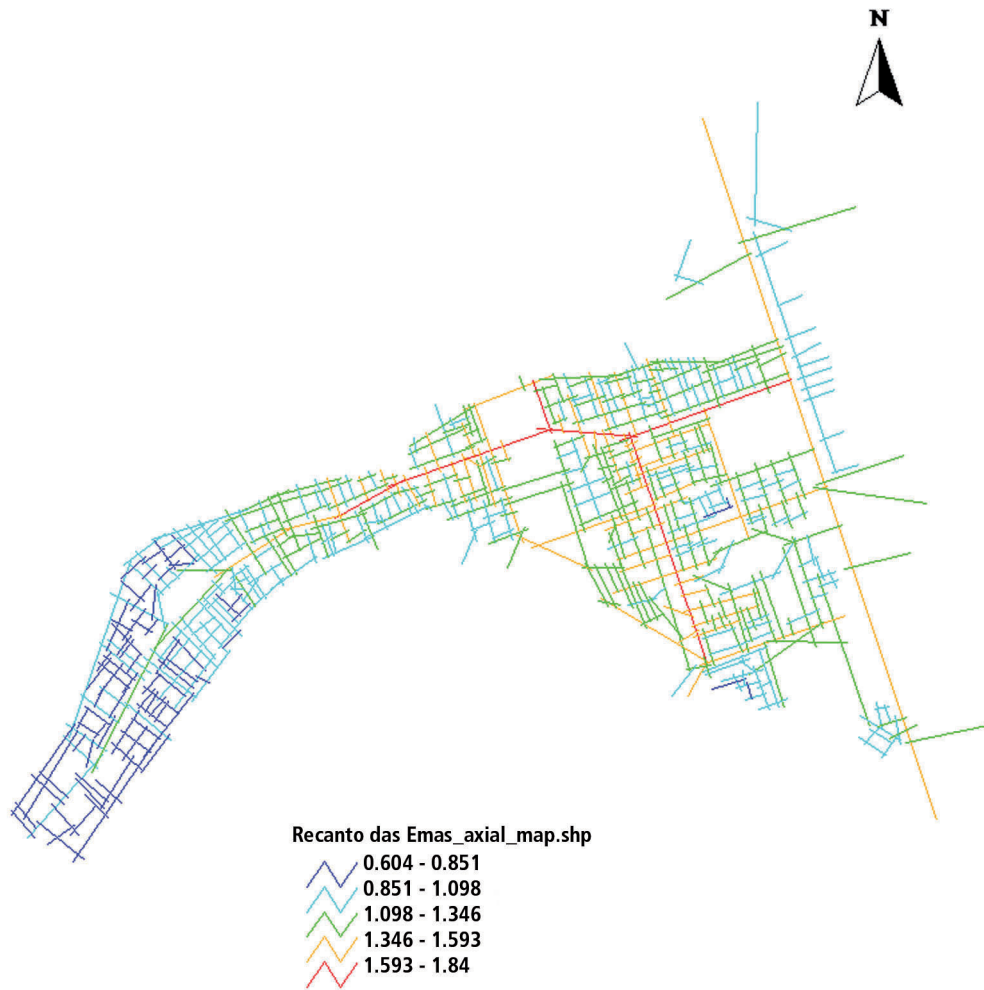 N
Recanto das Emas_axial_map.shp
0.604 - 0.851
0.851 - 1.098
1.098 - 1.346
1.346 - 1.593
1.593 - 1.84